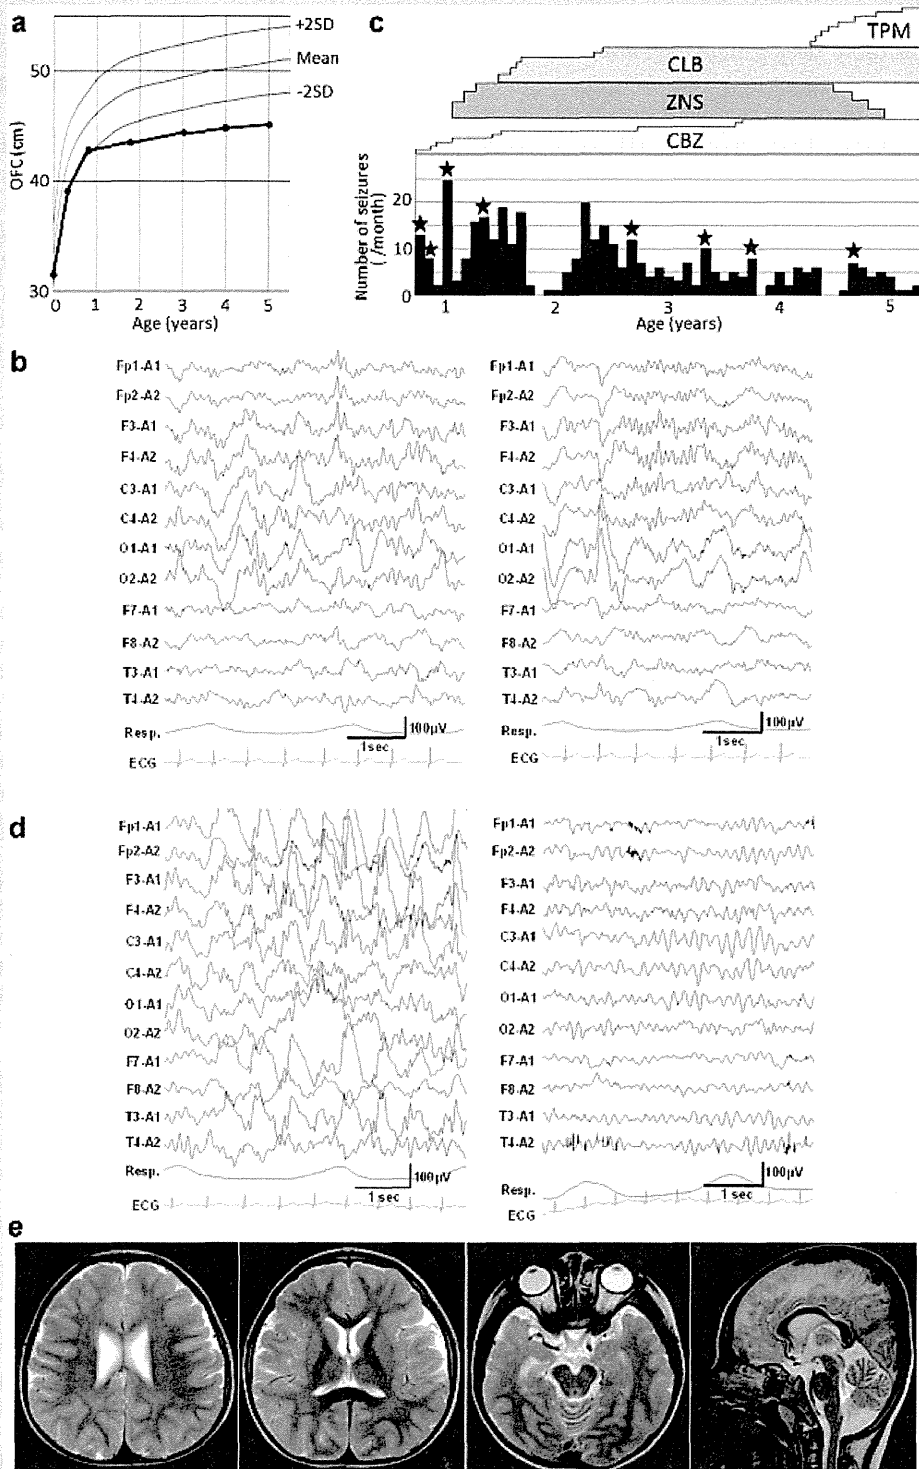 a
+2SD
Mean
-2SD
50
40
30
OFC (cm)
0 1 2 3 4 5
Age (years)
c
TPM
CLB
ZNS
CBZ
Number of seizures
( /month)
20
10
0
1 2 3 4 5
Age (years)
b
Fp1-A1
Fp2-A2
F3-A1
F4-A2
C3-A1
C4-A2
O1-A1
O2-A2
F7-A1
F8-A2
T3-A1
T4-A2
Resp.
ECG
100μV
1sec
Fp1-A1
Fp2-A2
F3-A1
F4-A2
C3-A1
C4-A2
O1-A1
O2-A2
F7-A1
F8-A2
T3-A1
T4-A2
Resp.
ECG
100μV
1sec
d
Fp1-A1
Fp2-A2
F3-A1
F4-A2
C3-A1
C4-A2
O1-A1
O2-A2
F7-A1
F8-A2
T3-A1
T4-A2
Resp.
ECG
100μV
1 sec
Fp1-A1
Fp2-A2
F3-A1
F4-A2
C3-A1
C4-A2
O1-A1
O2-A2
F7-A1
F8-A2
T3-A1
T4-A2
Resp.
ECG
100μV
1 sec
e